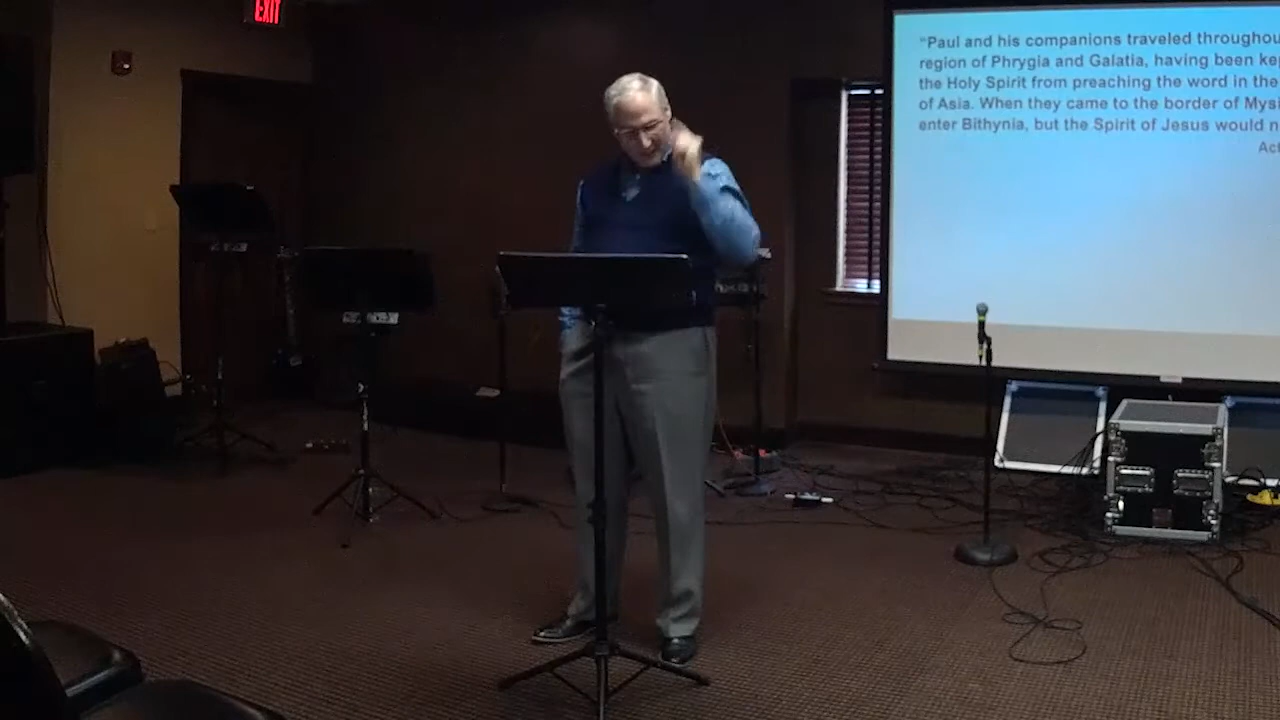 EXIT
“Paul and his companions traveled throughou
region of Phrygia and Galatia, having been kep
the Holy Spirit from preaching the word in the
of Asia. When they came to the border of Mysi
enter Bithynia, but the Spirit of Jesus would n
Act